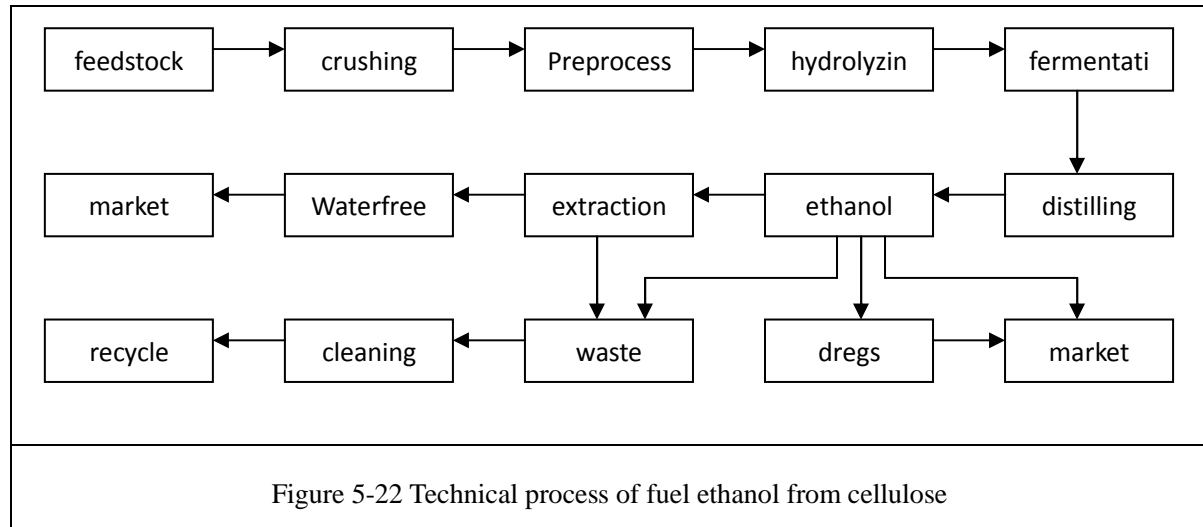 feedstock
crushing
Preprocess
hydrolyzin
fermentati
market
Waterfree
extraction
ethanol
distilling
recycle
cleaning
waste
dregs
market
Figure 5-22 Technical process of fuel ethanol from cellulose